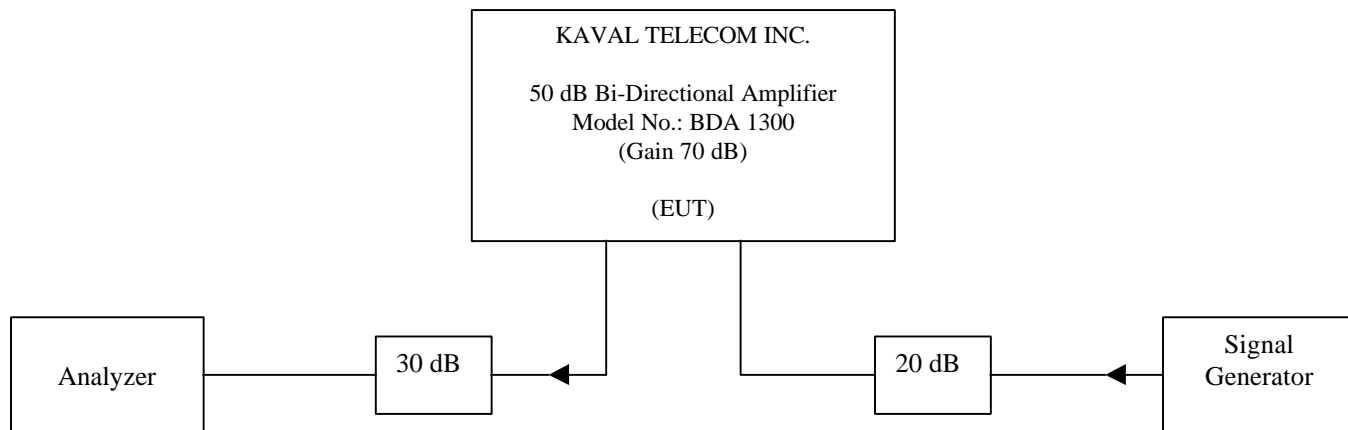 KAVAL TELECOM INC.
50 dB Bi-Directional Amplifier
Model No.: BDA 1300
(Gain 70 dB)
(EUT)
Analyzer
30 dB
20 dB
Signal
Generator